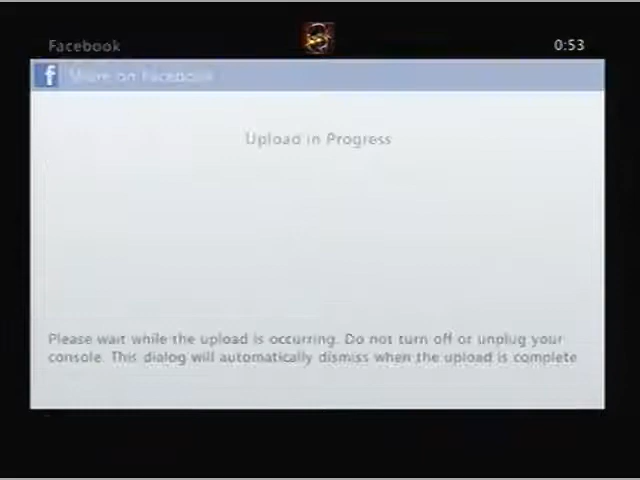 Facebook
0:53
f Share on Facebook
Upload in Progress
Please wait while the upload is occurring. Do not turn off or unplug your
console. This dialog will automatically dismiss when the upload is complete